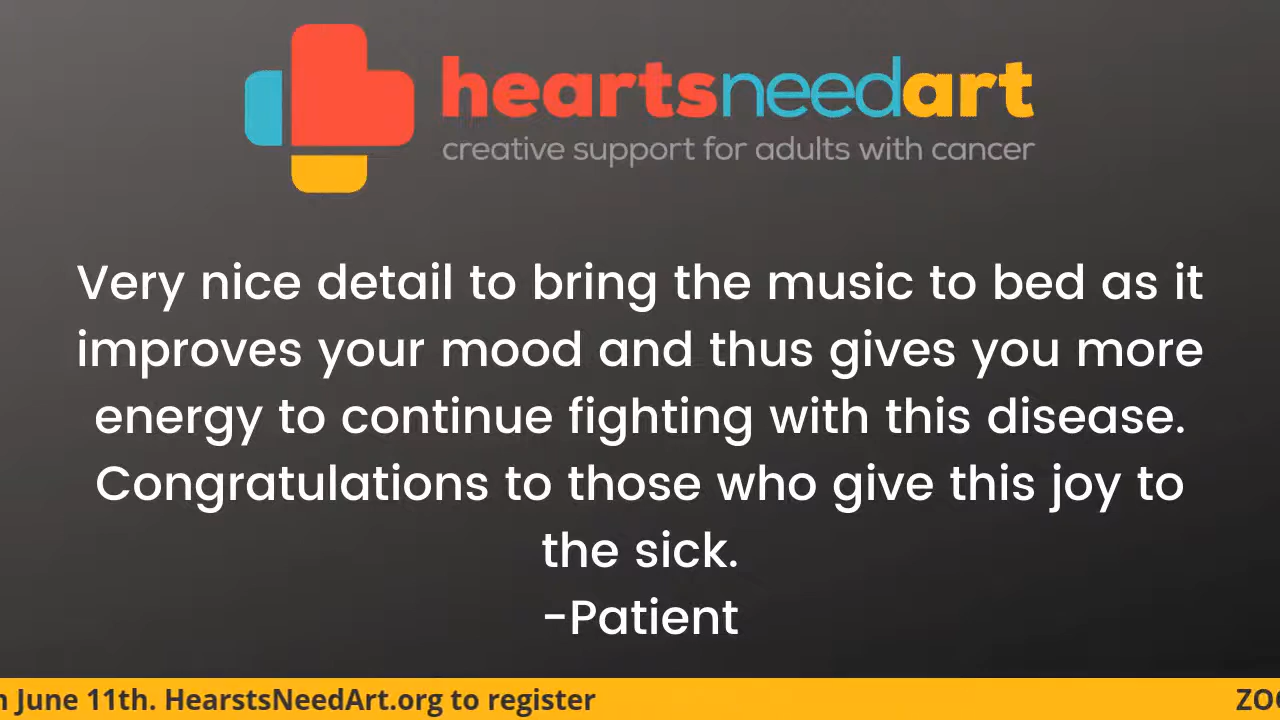 heartsneedart
creative support for adults with cancer
Very nice detail to bring the music to bed as it
improves your mood and thus gives you more
energy to continue fighting with this disease.
Congratulations to those who give this joy to
the sick.
-Patient
June 11th. HearstsNeedArt.org to register